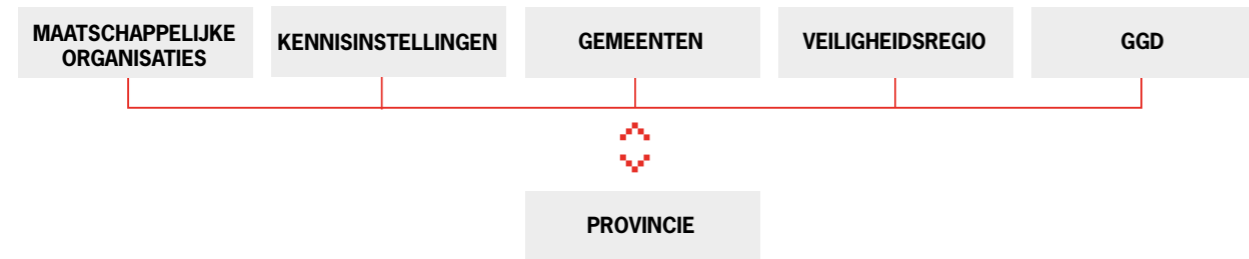 MAATSCHAPPELIJKE
ORGANISATIES
KENNISINSTELLINGEN
GEMEENTEN
VEILIGHEIDSREGIO
GGD
PROVINCIE